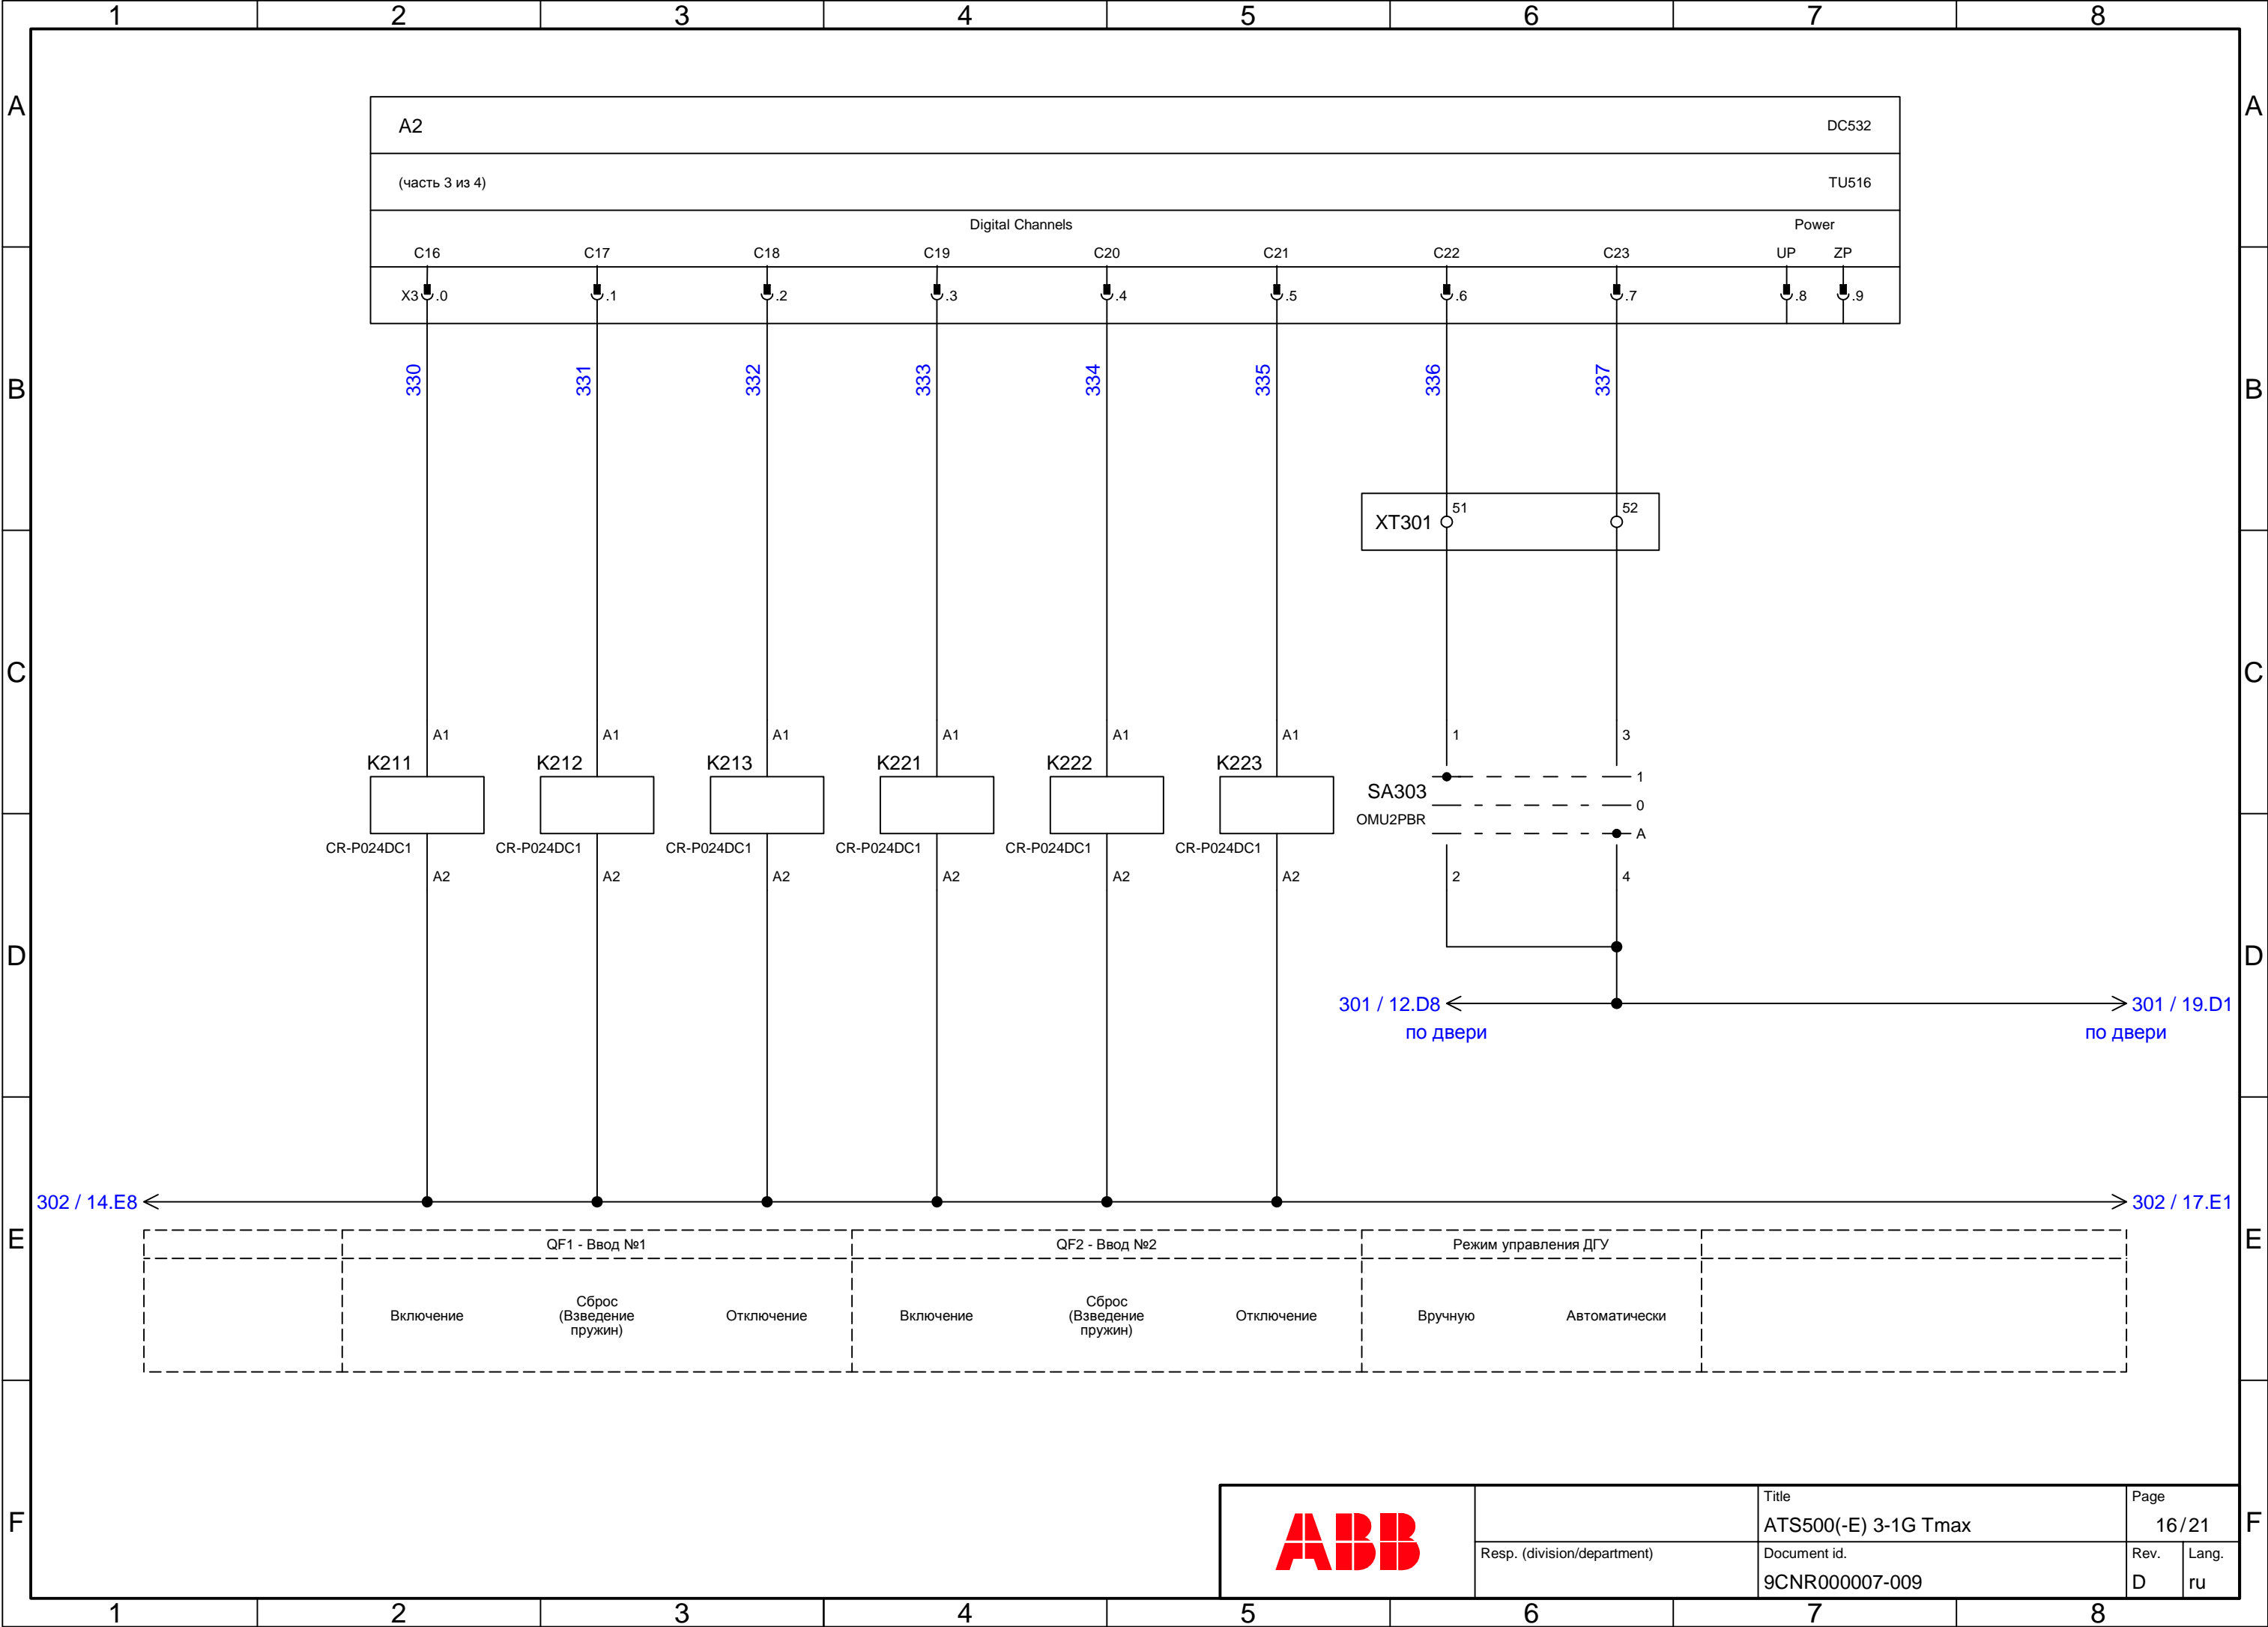 1 2 3 4 5 6 7 8
A A
A2 DC532
(часть 3 из 4) TU516
Digital Channels Power
C16 C17 C18 C19 C20 C21 C22 C23 UP ZP
X3 .0 .1 .2 .3 .4 .5 .6 .7 .8 .9
B B
330 331 332 333 334 335 336 337
XT301 51 52
C C
A1 A1 A1 A1 A1 A1 1 3
K211 K212 K213 K221 K222 K223
1
SA303
0
OMU2PBR
A
CR-P024DC1 CR-P024DC1 CR-P024DC1 CR-P024DC1 CR-P024DC1 CR-P024DC1
A2 A2 A2 A2 A2 A2 2 4
D D
301 / 12.D8 301 / 19.D1
по двери по двери
302 / 14.E8 302 / 17.E1
E E
QF1 - Ввод №1 QF2 - Ввод №2 Режим управления ДГУ
Включение
Сброс
(Взведение
пружин)
Отключение
Включение
Сброс
(Взведение
пружин)
Отключение
Вручную
Автоматически
F F
ABB
Title
ATS500(-E) 3-1G Tmax
Page
16/21
Resp. (division/department)
Document id.
9CNR000007-009
Rev.
D
Lang.
ru
1 2 3 4 5 6 7 8